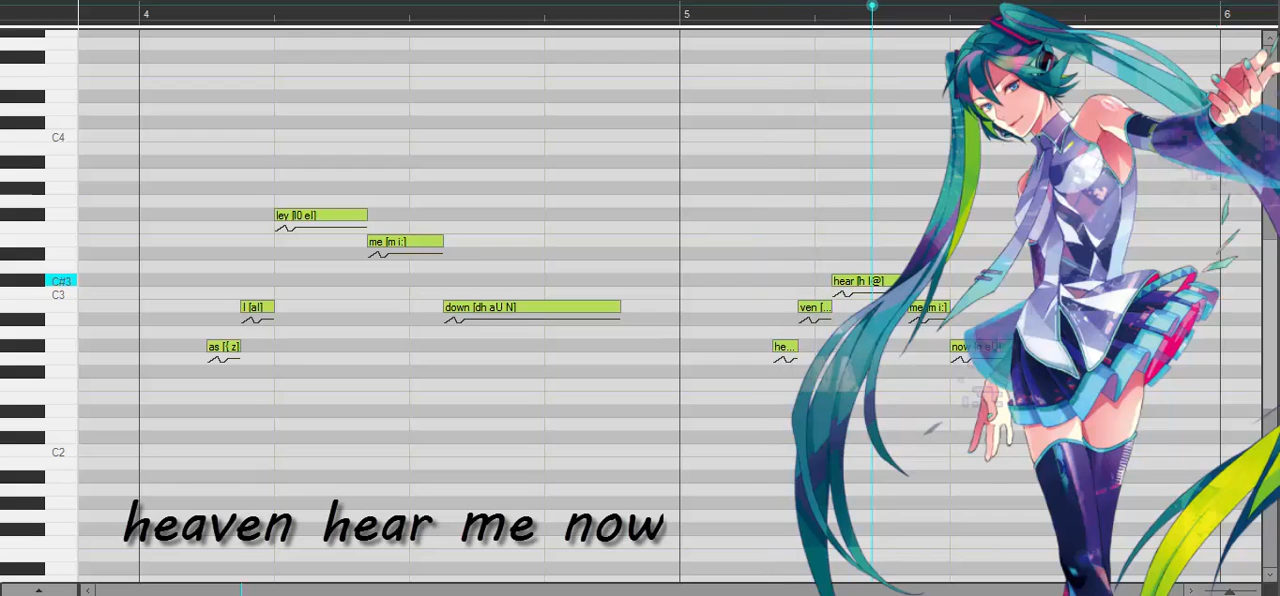 4 5 6
C4
ley [l0 eI]
me [m i:]
C#3 hear [h I@]
C3
I [aI] down [dh aU N] ven [... me [m i:]
as [{ z] he... now
C2
heaven hear me now